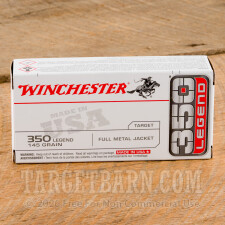 WINCHESTER
MADE IN
USA
TARGET
350 LEGEND
145 GRAIN
FULL METAL JACKET
350
LEGEND
TARGETBARN.COM